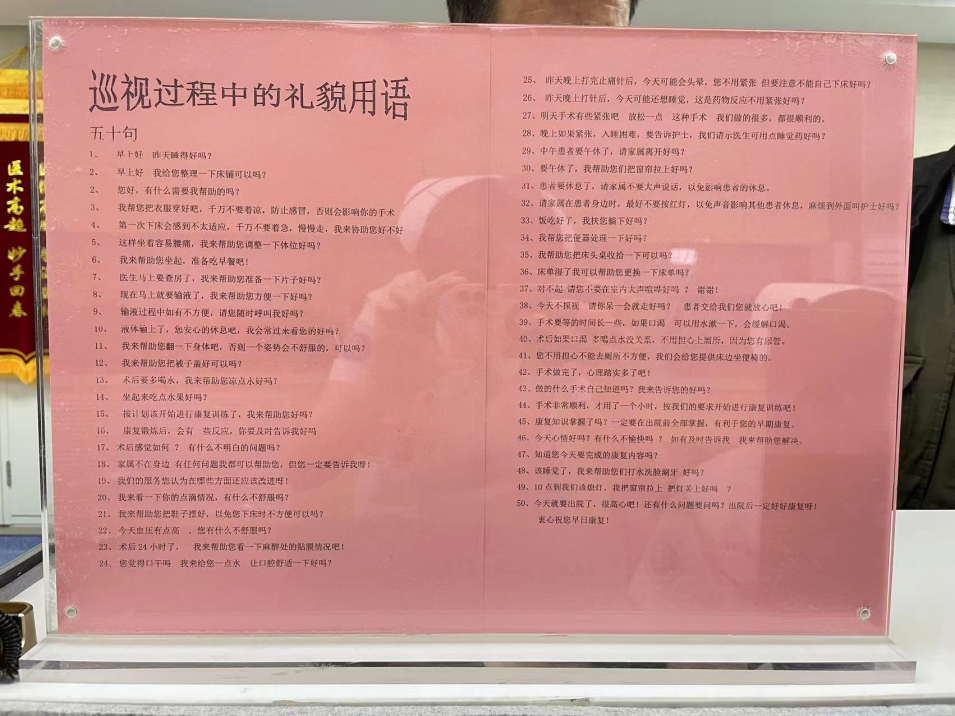 巡视过程中的礼貌用语
五十句
1、 早上好 昨天睡得好吗？
2、 早上好 我给您整理一下床铺可以吗？
2、 您好，有什么需要我帮助的吗？
3、 我帮您把衣服穿好吧，千万不要着凉，防止感冒，否则会影响你的手术
4、 第一次下床会感到不太适应，千万不要着急，慢慢走，我来协助您好不好
5、 这样坐着容易腰痛，我来帮助您调整一下体位好吗？
6、 我来帮助您坐起，准备吃早餐吧！
7、 医生马上要查房了，我来帮助您准备一下片子好吗？
8、 现在马上就要输液了，我来帮助您方便一下好吗？
9、 输液过程中如有不方便，请您随时呼叫我好吗？
10、 液体输上了，您安心的休息吧，我会常过来看您的好吗？
11、 我来帮助您翻一下身体吧，否则一个姿势会不舒服的，可以吗？
12、 我来帮助您把被子盖好可以吗？
13、 术后要多喝水，我来帮助您凉点水好吗？
14、 坐起来吃点水果好吗？
15、 按计划该开始进行康复训练了，我来帮助您好吗？
16、 康复锻炼后，会有 些反应，你要及时告诉我好吗
17、 术后感觉如何 ？ 有什么不明白的问题吗？
18、 家属不在身边 有任何问题我都可以帮助您，但您一定要告诉我呀！
19、 我们的服务您认为在哪些方面还应该改进呀！
20、 我来看一下你的点滴情况，有什么不舒服吗？
21、 我来帮助您把鞋子摆好，以免您下床时不方便可以吗？
22、 今天血压有点高 ，您有什么不舒服吗？
23、 术后24小时了， 我来帮助您看一下麻醉处的贴膜情况吧！
24、 您觉得口干吗 我来给您一点水 让口腔舒适一下好吗？
25、 昨天晚上打完止痛针后，今天可能会头晕，您不用紧张 但要注意不能自己下床好吗？
26、 昨天晚上打针后，今天可能还想睡觉，这是药物反应不用紧张好吗？
27、明天手术有些紧张吧 放松一点 这种手术 我们做的很多，都很顺利的。
28、晚上如果紧张，入睡困难，要告诉护士，我们请示医生可用点睡觉药好吗？
29、中午患者要午休了，请家属离开好吗？
30、要午休了，我帮助您们把窗帘拉上好吗？
31、患者要休息了，请家属不要大声说话，以免影响患者的休息。
32、请家属在患者身边时，最好不要按红灯，以免声音影响其他患者休息，麻烦到外面叫护士好吗？
33、饭吃好了，我扶您躺下好吗？
34、我帮您把便器处理一下好吗？
35、我帮助您把床头桌收拾一下可以吗？
36、床单湿了我可以帮助您更换一下床单吗？
37、对不起 请您不要在室内大声喧哗好吗 ？ 谢谢！
38、今天不探视 请你呆一会就走好吗？ 患者交给我们您就放心吧！
39、手术要等的时间长一些，如果口渴 可以用水漱一下，会缓解口渴。
40、术后如果口渴 多喝点水没关系，不用担心上厕所，因为您有尿管。
41、您不用担心不能去厕所不方便，我们会给您提供床边坐便椅的。
42、手术做完了，心理踏实多了吧！
43、做的什么手术自己知道吗？我来告诉您的好吗？
44、手术非常顺利，才用了一个小时，按我们的要求开始进行康复训练吧！
45、康复知识掌握了吗？一定要在出院前全部掌握，有利于您的早期康复。
46、今天心情好吗？有什么不愉快吗 ？ 如有及时告诉我 我来帮助您解决。
47、知道您今天要完成的康复内容吗？
48、该睡觉了，我来帮助您们打水洗脸涮牙 好吗？
49、10点到我们该熄灯，我把窗帘拉上 把灯关上好吗 ？
50、今天就要出院了，很高心吧！还有什么问题要问吗？出院后一定好好康复呀！
衷心祝您早日康复！
医术高超 妙手回春